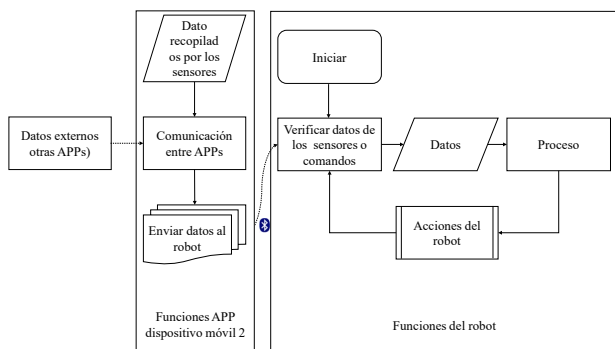 Dato
recopilad
os por los
sensores
Iniciar
Datos externos
otras APPs)
Comunicación
entre APPs
Verificar datos de
los sensores o
comandos
Datos
Proceso
Enviar datos al
robot
Acciones del
robot
Funciones APP
dispositivo móvil 2
Funciones del robot